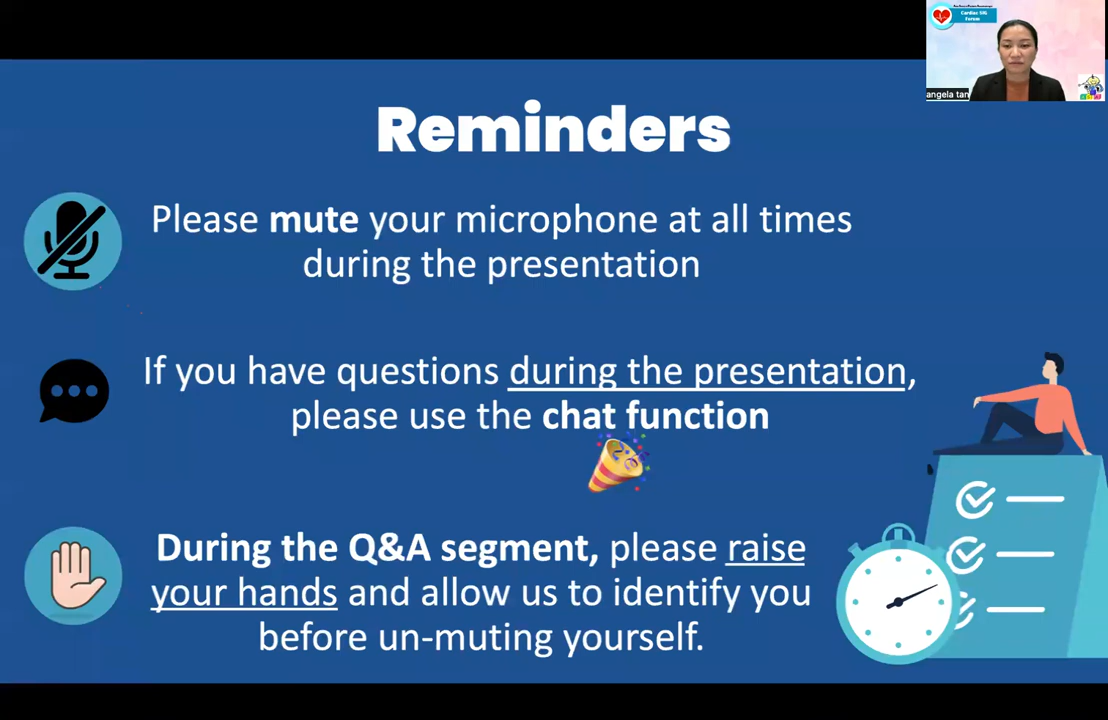 Cardiac SIG
Forum
angela tan
Reminders
Please mute your microphone at all times
during the presentation
If you have questions during the presentation,
please use the chat function
During the Q&A segment, please raise
your hands and allow us to identify you
before un-muting yourself.